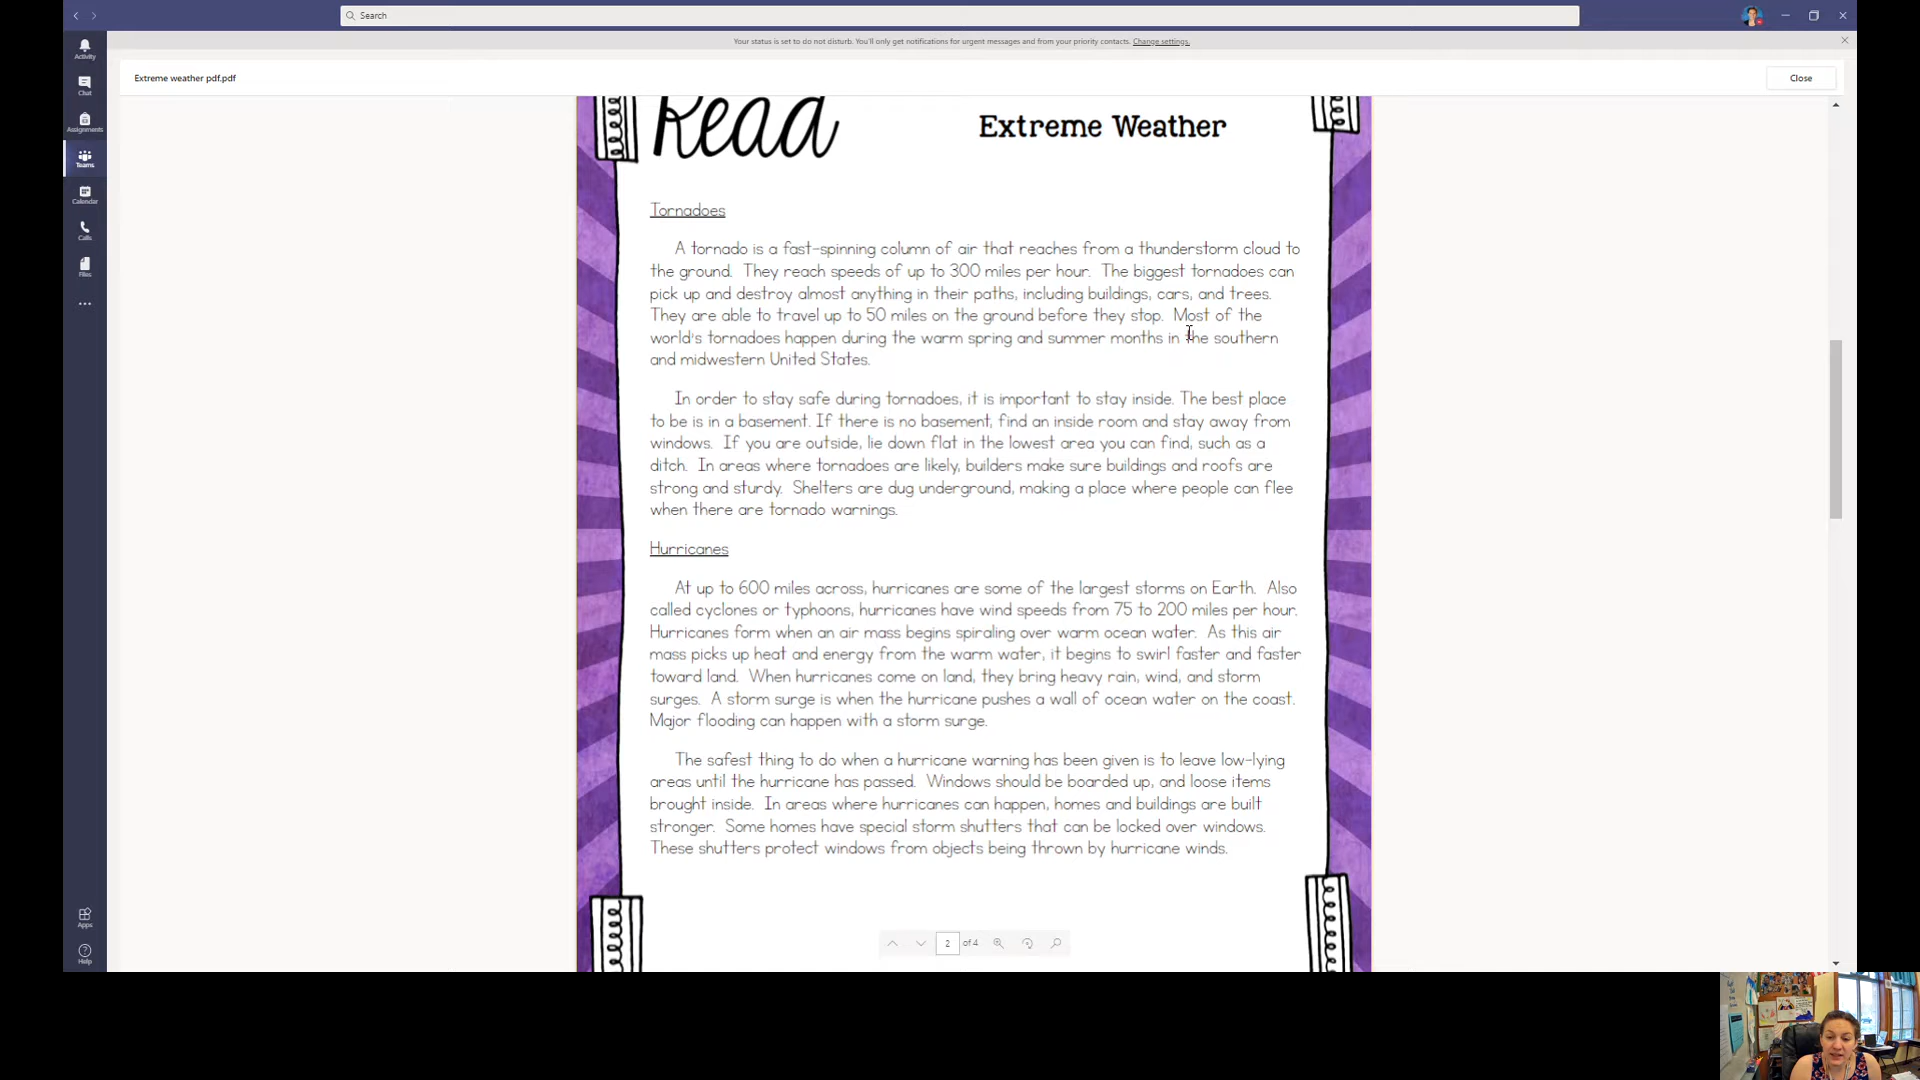 Search
Your status is set to do not disturb. You'll only get notifications for urgent messages and from your priority contacts. Change settings.
Activity
Chat
Assignments
Teams
Calendar
Calls
Files
Apps
Help
Extreme weather pdf.pdf
Close
Read
Extreme Weather
Tornadoes
A tornado is a fast-spinning column of air that reaches from a thunderstorm cloud to
the ground. They reach speeds of up to 300 miles per hour. The biggest tornadoes can
pick up and destroy almost anything in their paths, including buildings, cars, and trees.
They are able to travel up to 50 miles on the ground before they stop. Most of the
world's tornadoes happen during the warm spring and summer months in the southern
and midwestern United States.
In order to stay safe during tornadoes, it is important to stay inside. The best place
to be is in a basement. If there is no basement, find an inside room and stay away from
windows. If you are outside, lie down flat in the lowest area you can find, such as a
ditch. In areas where tornadoes are likely, builders make sure buildings and roofs are
strong and sturdy. Shelters are dug underground, making a place where people can flee
when there are tornado warnings.
Hurricanes
At up to 600 miles across, hurricanes are some of the largest storms on Earth. Also
called cyclones or typhoons, hurricanes have wind speeds from 75 to 200 miles per hour.
Hurricanes form when an air mass begins spiraling over warm ocean water. As this air
mass picks up heat and energy from the warm water, it begins to swirl faster and faster
toward land. When hurricanes come on land, they bring heavy rain, wind, and storm
surges. A storm surge is when the hurricane pushes a wall of ocean water on the coast.
Major flooding can happen with a storm surge.
The safest thing to do when a hurricane warning has been given is to leave low-lying
areas until the hurricane has passed. Windows should be boarded up, and loose items
brought inside. In areas where hurricanes can happen, homes and buildings are built
stronger. Some homes have special storm shutters that can be locked over windows.
These shutters protect windows from objects being thrown by hurricane winds.
2 of 4